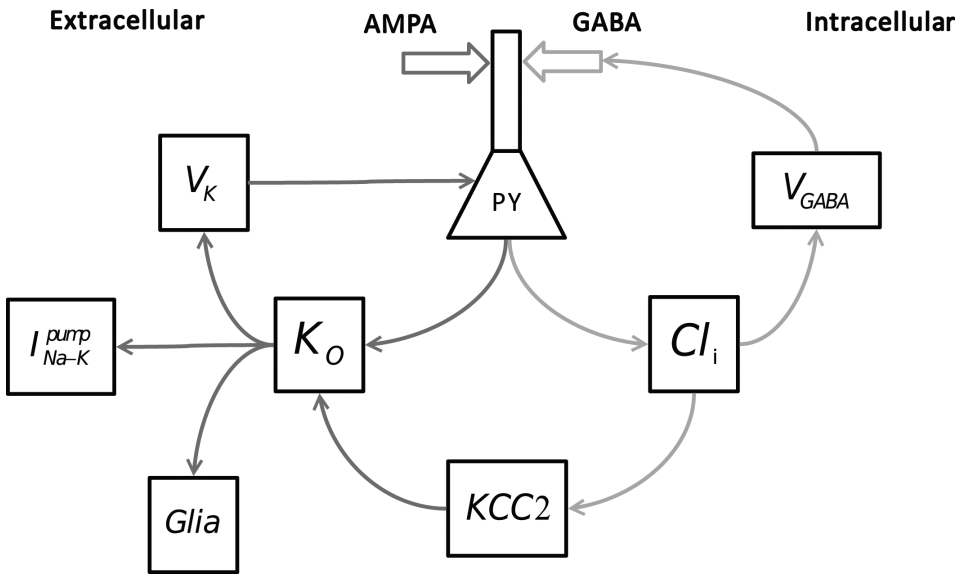 Extracellular
AMPA
GABA
Intracellular
V_K
PY
V_GABA
I^pump_Na–K
K_O
Cl_i
Glia
KCC2